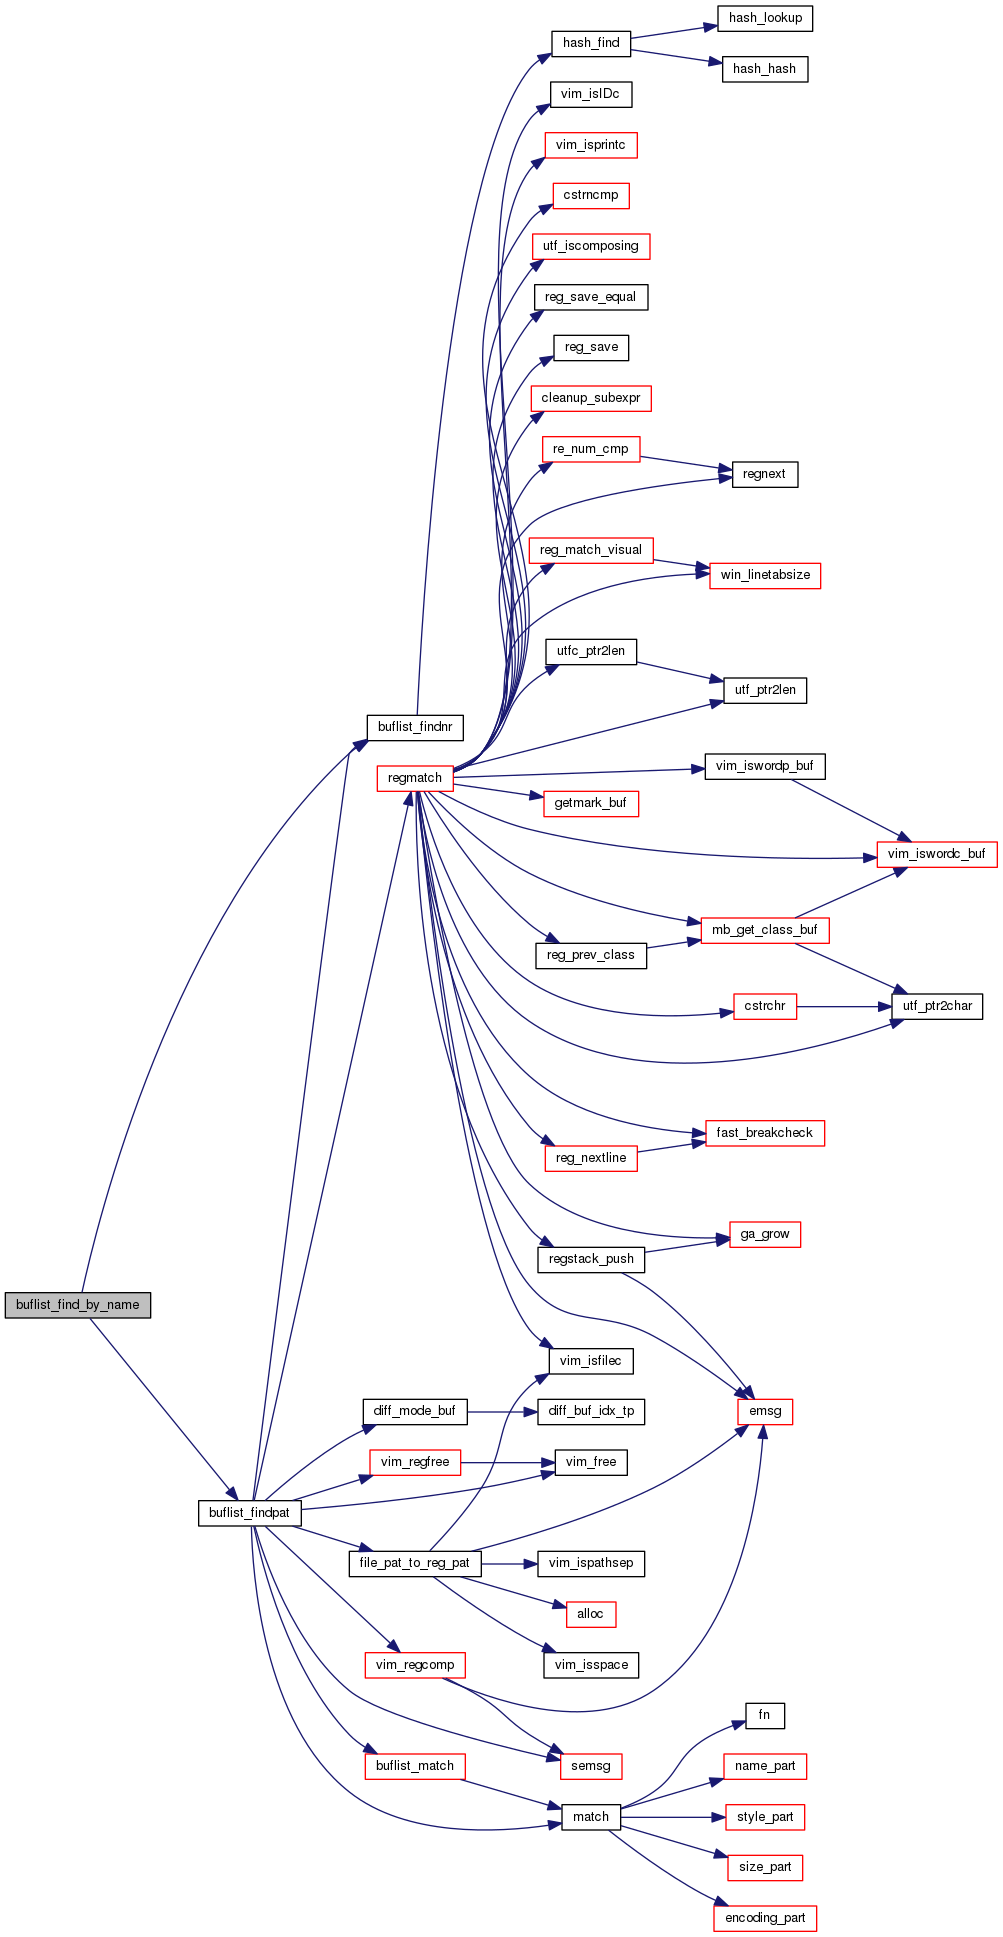 hash_lookup
hash_find
hash_hash
vim_isIDc
vim_isprintc
cstrncmp
utf_iscomposing
reg_save_equal
reg_save
cleanup_subexpr
re_num_cmp
regnext
reg_match_visual
win_linetabsize
utfc_ptr2len
utf_ptr2len
buflist_findnr
vim_iswordp_buf
regmatch
getmark_buf
vim_iswordc_buf
mb_get_class_buf
reg_prev_class
cstrchr
utf_ptr2char
fast_breakcheck
reg_nextline
ga_grow
regstack_push
buflist_find_by_name
vim_isfilec
diff_mode_buf
diff_buf_idx_tp
emsg
vim_regfree
vim_free
buflist_findpat
file_pat_to_reg_pat
vim_ispathsep
alloc
vim_regcomp
vim_isspace
fn
buflist_match
semsg
name_part
match
style_part
size_part
encoding_part